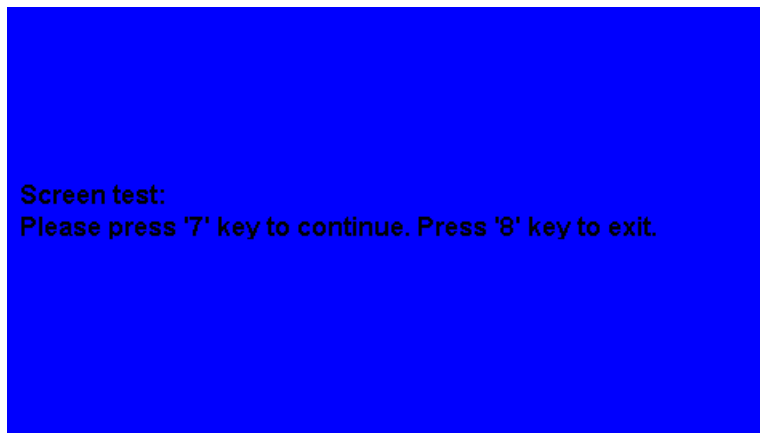 Screen test:
Please press '7' key to continue. Press '8' key to exit.